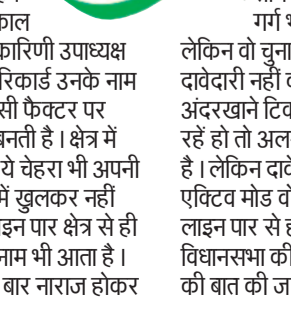 काल
कारिणी उपाध्यक्ष
रिकार्ड उनके नाम
सी फैक्टर पर
बनती है । क्षेत्र में
ये चेहरा भी अपनी
में खुलकर नहीं
इन पार क्षेत्र से ही
नाम भी आता है ।
बार नाराज होकर
गर्ग
लेकिन वो चुना
दावेदारी नहीं
अंदरखाने टिक
रहें हो तो अल
है । लेकिन दावे
एक्टिव मोड वो
लाइन पार से ह
विधानसभा की
की बात की ज